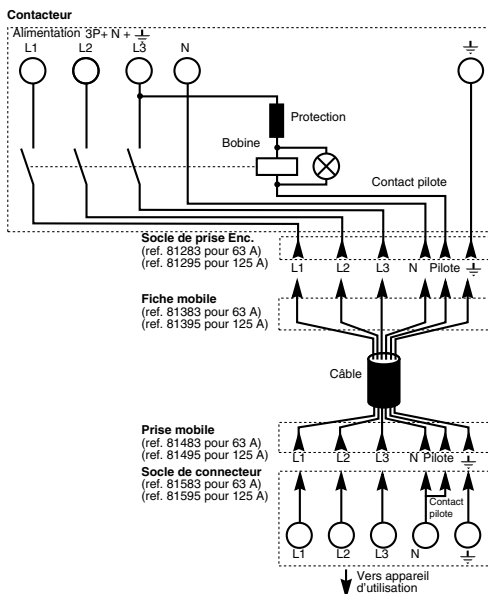 Contacteur
Alimentation 3P+ N + ⏚
L1 L2 L3 N ⏚
Protection
Bobine
Contact pilote
Socle de prise Enc.
(ref. 81283 pour 63 A)
(ref. 81295 pour 125 A)
L1 L2 L3 N Pilote ⏚
Fiche mobile
(ref. 81383 pour 63 A)
(ref. 81395 pour 125 A)
Câble
Prise mobile
(ref. 81483 pour 63 A)
(ref. 81495 pour 125 A)
L1 L2 L3 N Pilote ⏚
Socle de connecteur
(ref. 81583 pour 63 A)
(ref. 81595 pour 125 A)
Contact
pilote
L1 L2 L3 N ⏚
Vers appareil
d'utilisation